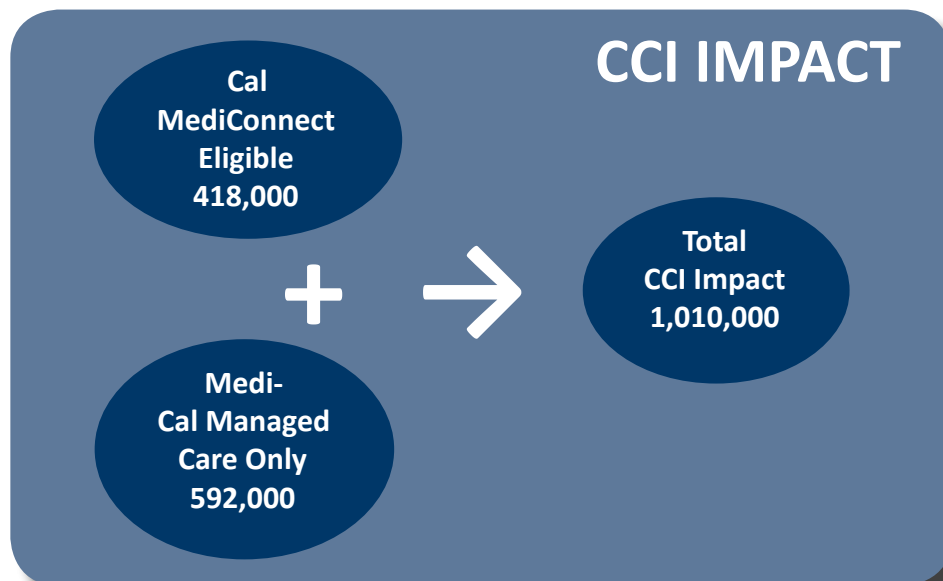 CCI IMPACT
Cal
MediConnect
Eligible
418,000
+
Medi-
Cal Managed
Care Only
592,000
Total
CCI Impact
1,010,000